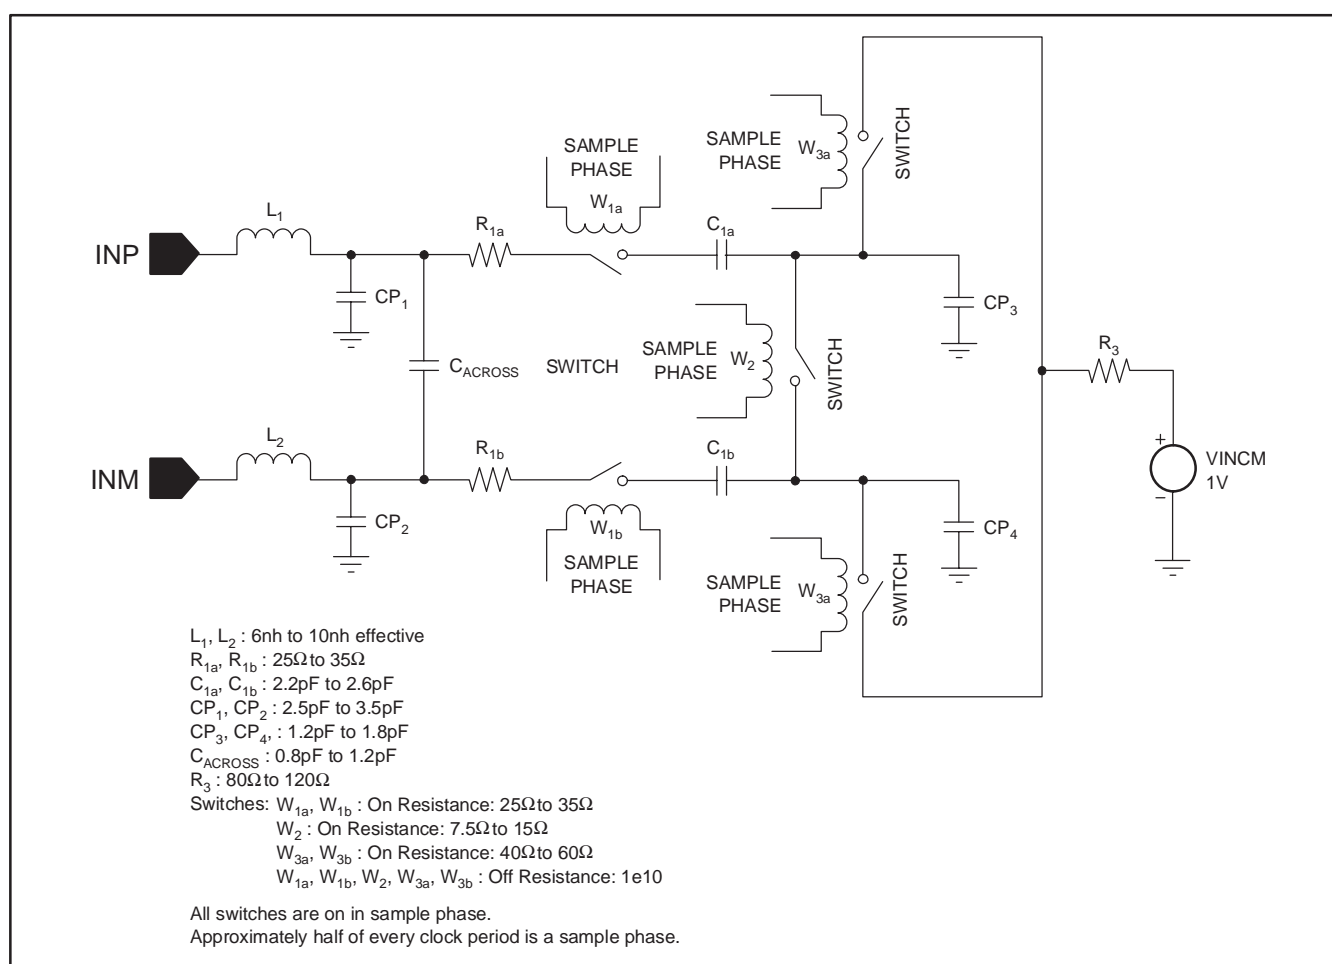 SAMPLE
PHASE
W3a
SWITCH
SAMPLE
PHASE
W1a
L1
R1a
C1a
INP
CP1
CP3
SAMPLE
PHASE
W2
SWITCH
R3
CACROSS
SWITCH
L2
R1b
C1b
INM
VINCM
1V
+
−
CP2
W1b
CP4
SAMPLE
PHASE
SAMPLE
PHASE
W3a
SWITCH
L1, L2 : 6nh to 10nh effective
R1a, R1b : 25Ω to 35Ω
C1a, C1b : 2.2pF to 2.6pF
CP1, CP2 : 2.5pF to 3.5pF
CP3, CP4, : 1.2pF to 1.8pF
CACROSS : 0.8pF to 1.2pF
R3 : 80Ω to 120Ω
Switches: W1a, W1b : On Resistance: 25Ω to 35Ω
W2 : On Resistance: 7.5Ω to 15Ω
W3a, W3b : On Resistance: 40Ω to 60Ω
W1a, W1b, W2, W3a, W3b : Off Resistance: 1e10
All switches are on in sample phase.
Approximately half of every clock period is a sample phase.